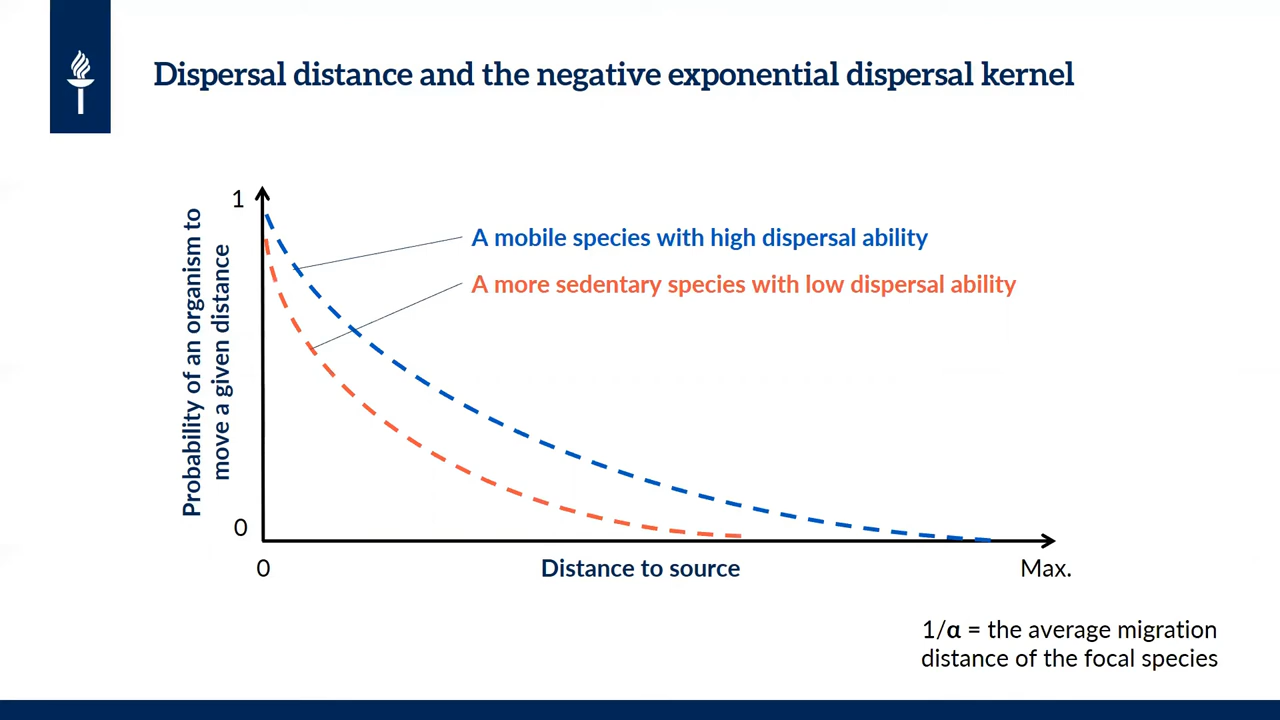 Dispersal distance and the negative exponential dispersal kernel
1
Probability of an organism to
move a given distance
A mobile species with high dispersal ability
A more sedentary species with low dispersal ability
0
0
Distance to source
Max.
1/α = the average migration
distance of the focal species